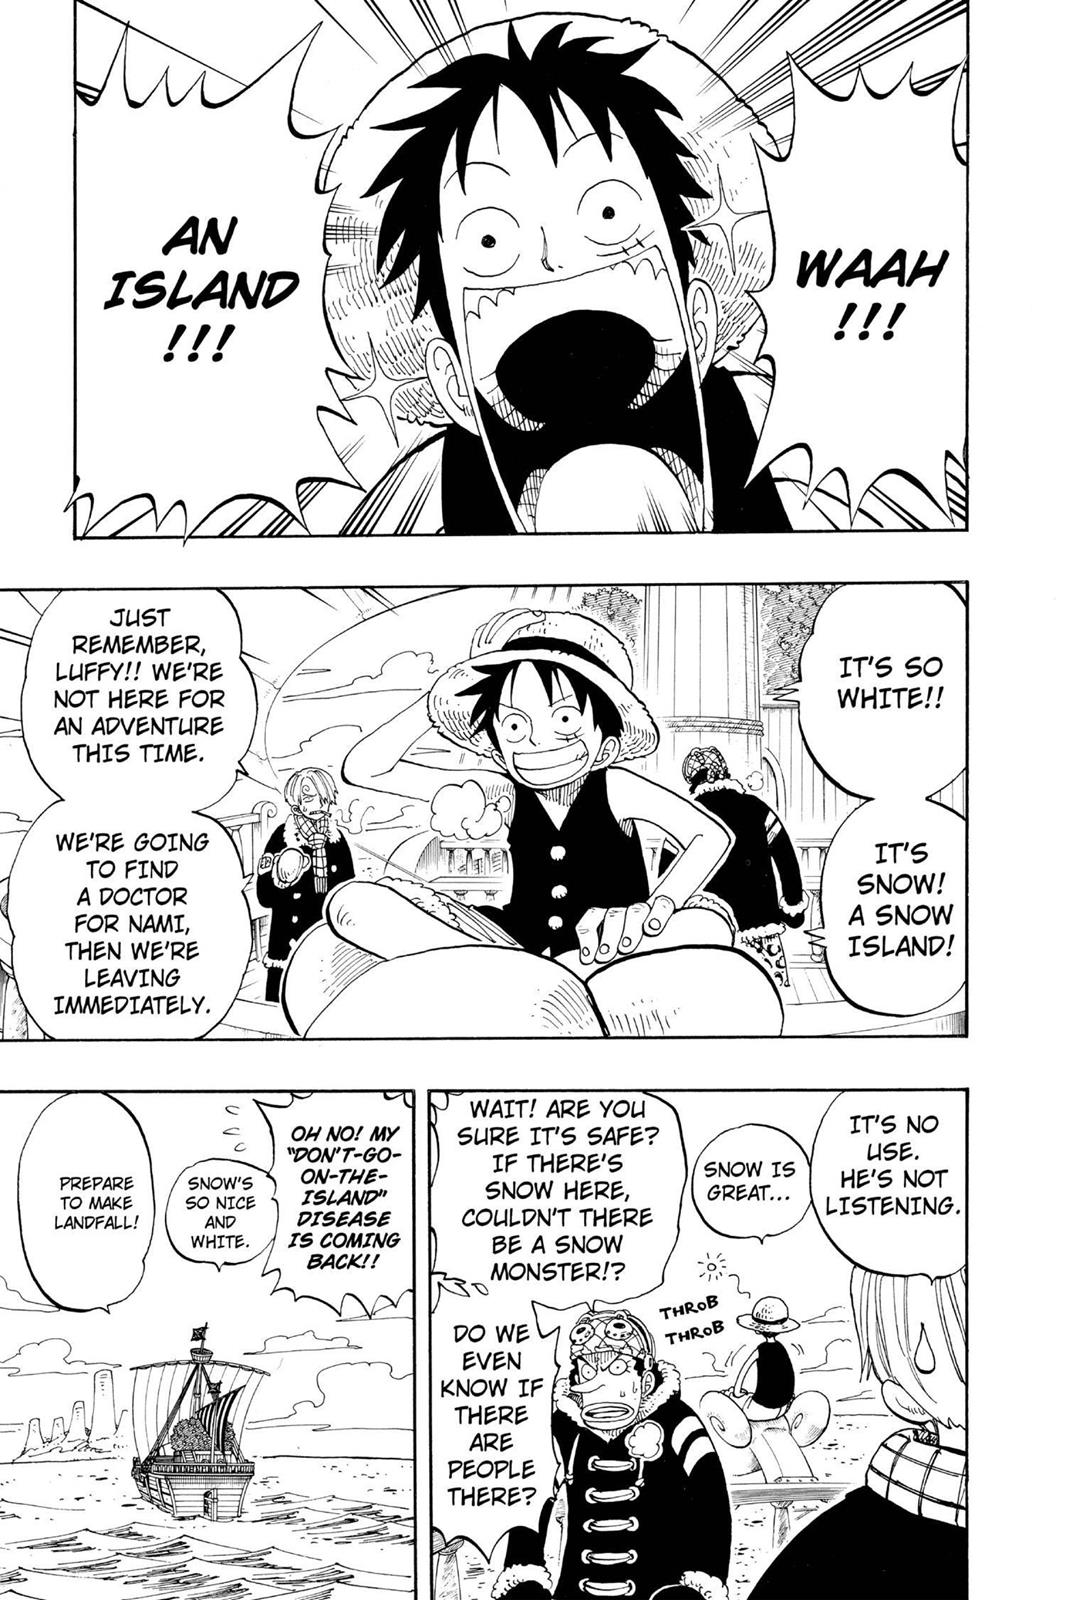 WAAH
!!!
AN
ISLAND
!!!
IT'S SO
WHITE!!
IT'S
SNOW!
A SNOW
ISLAND!
JUST
REMEMBER,
LUFFY!! WE'RE
NOT HERE FOR
AN ADVENTURE
THIS TIME.
WE'RE GOING
TO FIND
A DOCTOR
FOR NAMI,
THEN WE'RE
LEAVING
IMMEDIATELY.
IT'S NO
USE.
HE'S NOT
LISTENING.
SNOW IS
GREAT...
THROB
THROB
WAIT! ARE YOU
SURE IT'S SAFE?
IF THERE'S
SNOW HERE,
COULDN'T THERE
BE A SNOW
MONSTER!?
DO WE
EVEN
KNOW IF
THERE
ARE
PEOPLE
THERE?
OH NO! MY
"DON'T-GO-
ON-THE-
ISLAND"
DISEASE
IS COMING
BACK!!
SNOW'S
SO NICE
AND
WHITE.
PREPARE
TO MAKE
LANDFALL!